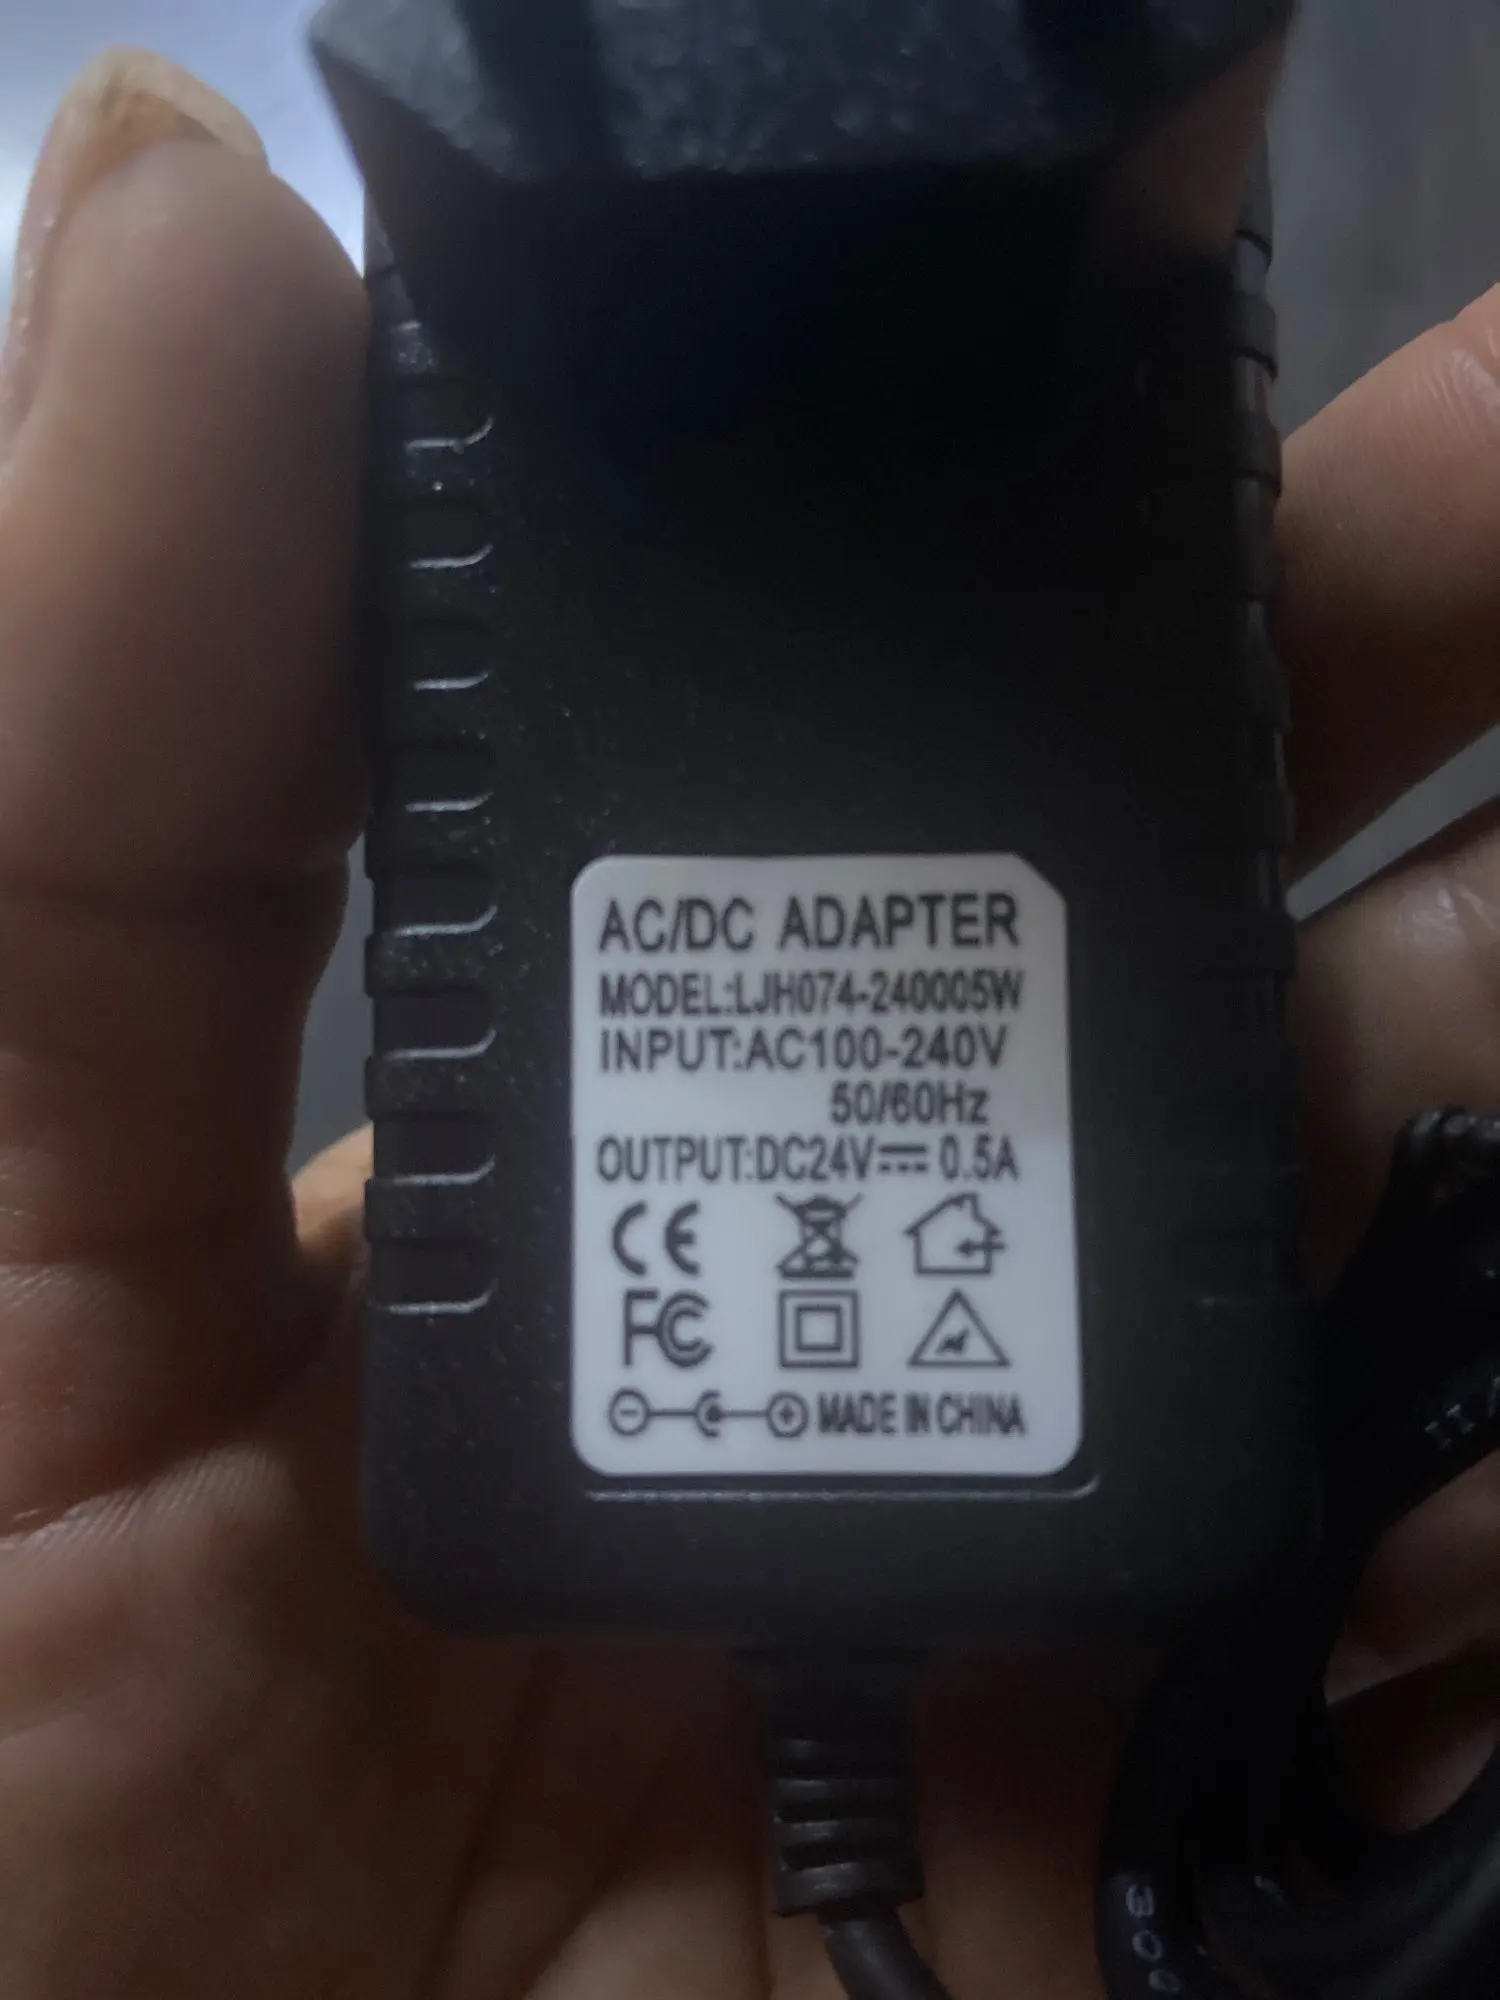 AC/DC ADAPTER
MODEL:LJH074-240005W
INPUT:AC100-240V
50/60Hz
OUTPUT:DC24V⎓0.5A
CE
FC
MADE IN CHINA
300